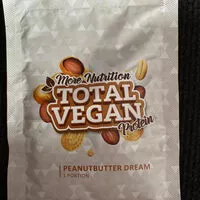 More Nutrition
TOTAL
VEGAN
Protein
PEANUTBUTTER DREAM
1 PORTION